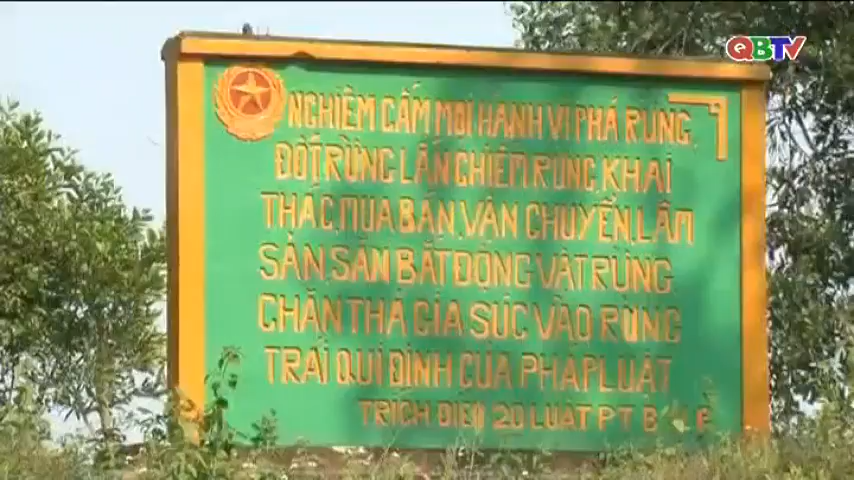 QBTV
NGHIÊM CẤM MỌI HÀNH VI PHÁ RỪNG,
ĐỐT RỪNG LẤN CHIẾM RỪNG, KHAI
THÁC, MUA BÁN, VẬN CHUYỂN, LÂM
SẢN, SĂN BẮT ĐỘNG VẬT RỪNG
CHĂN THẢ GIA SÚC VÀO RỪNG
TRÁI QUI ĐỊNH CỦA PHÁP LUẬT
TRÍCH ĐIỀU 20 LUẬT P T